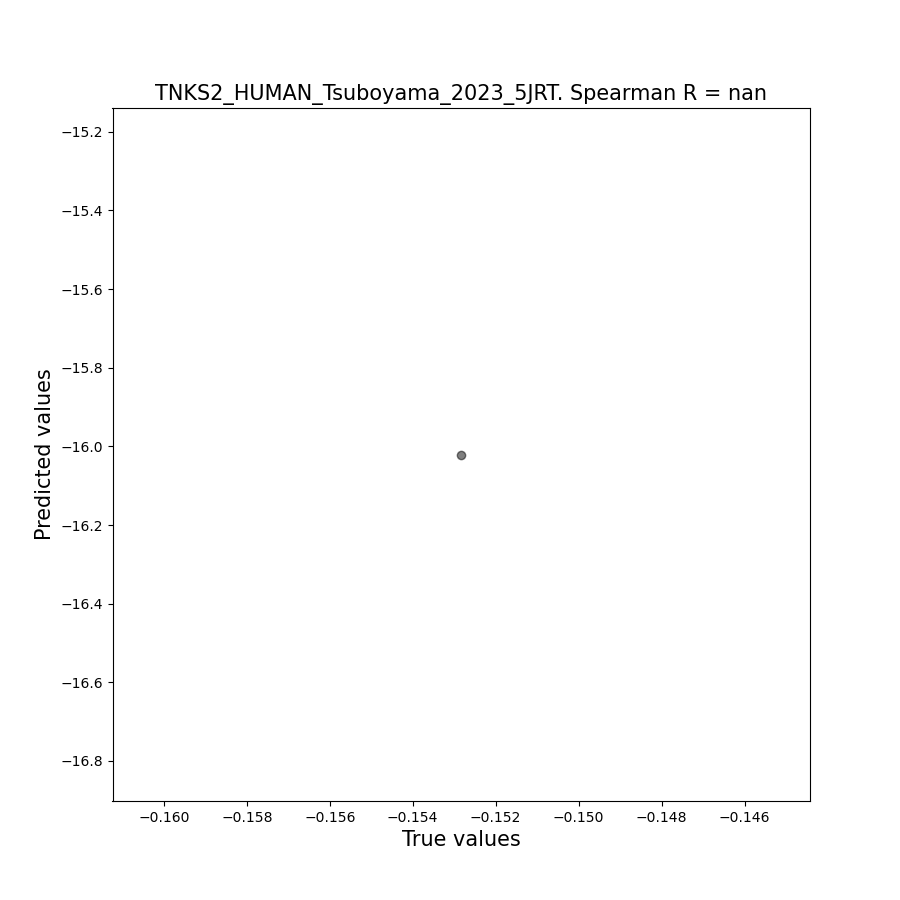 TNKS2_HUMAN_Tsuboyama_2023_5JRT. Spearman R = nan
−15.2
−15.4
−15.6
−15.8
−16.0
−16.2
−16.4
−16.6
−16.8
Predicted values
−0.160 −0.158 −0.156 −0.154 −0.152 −0.150 −0.148 −0.146
True values